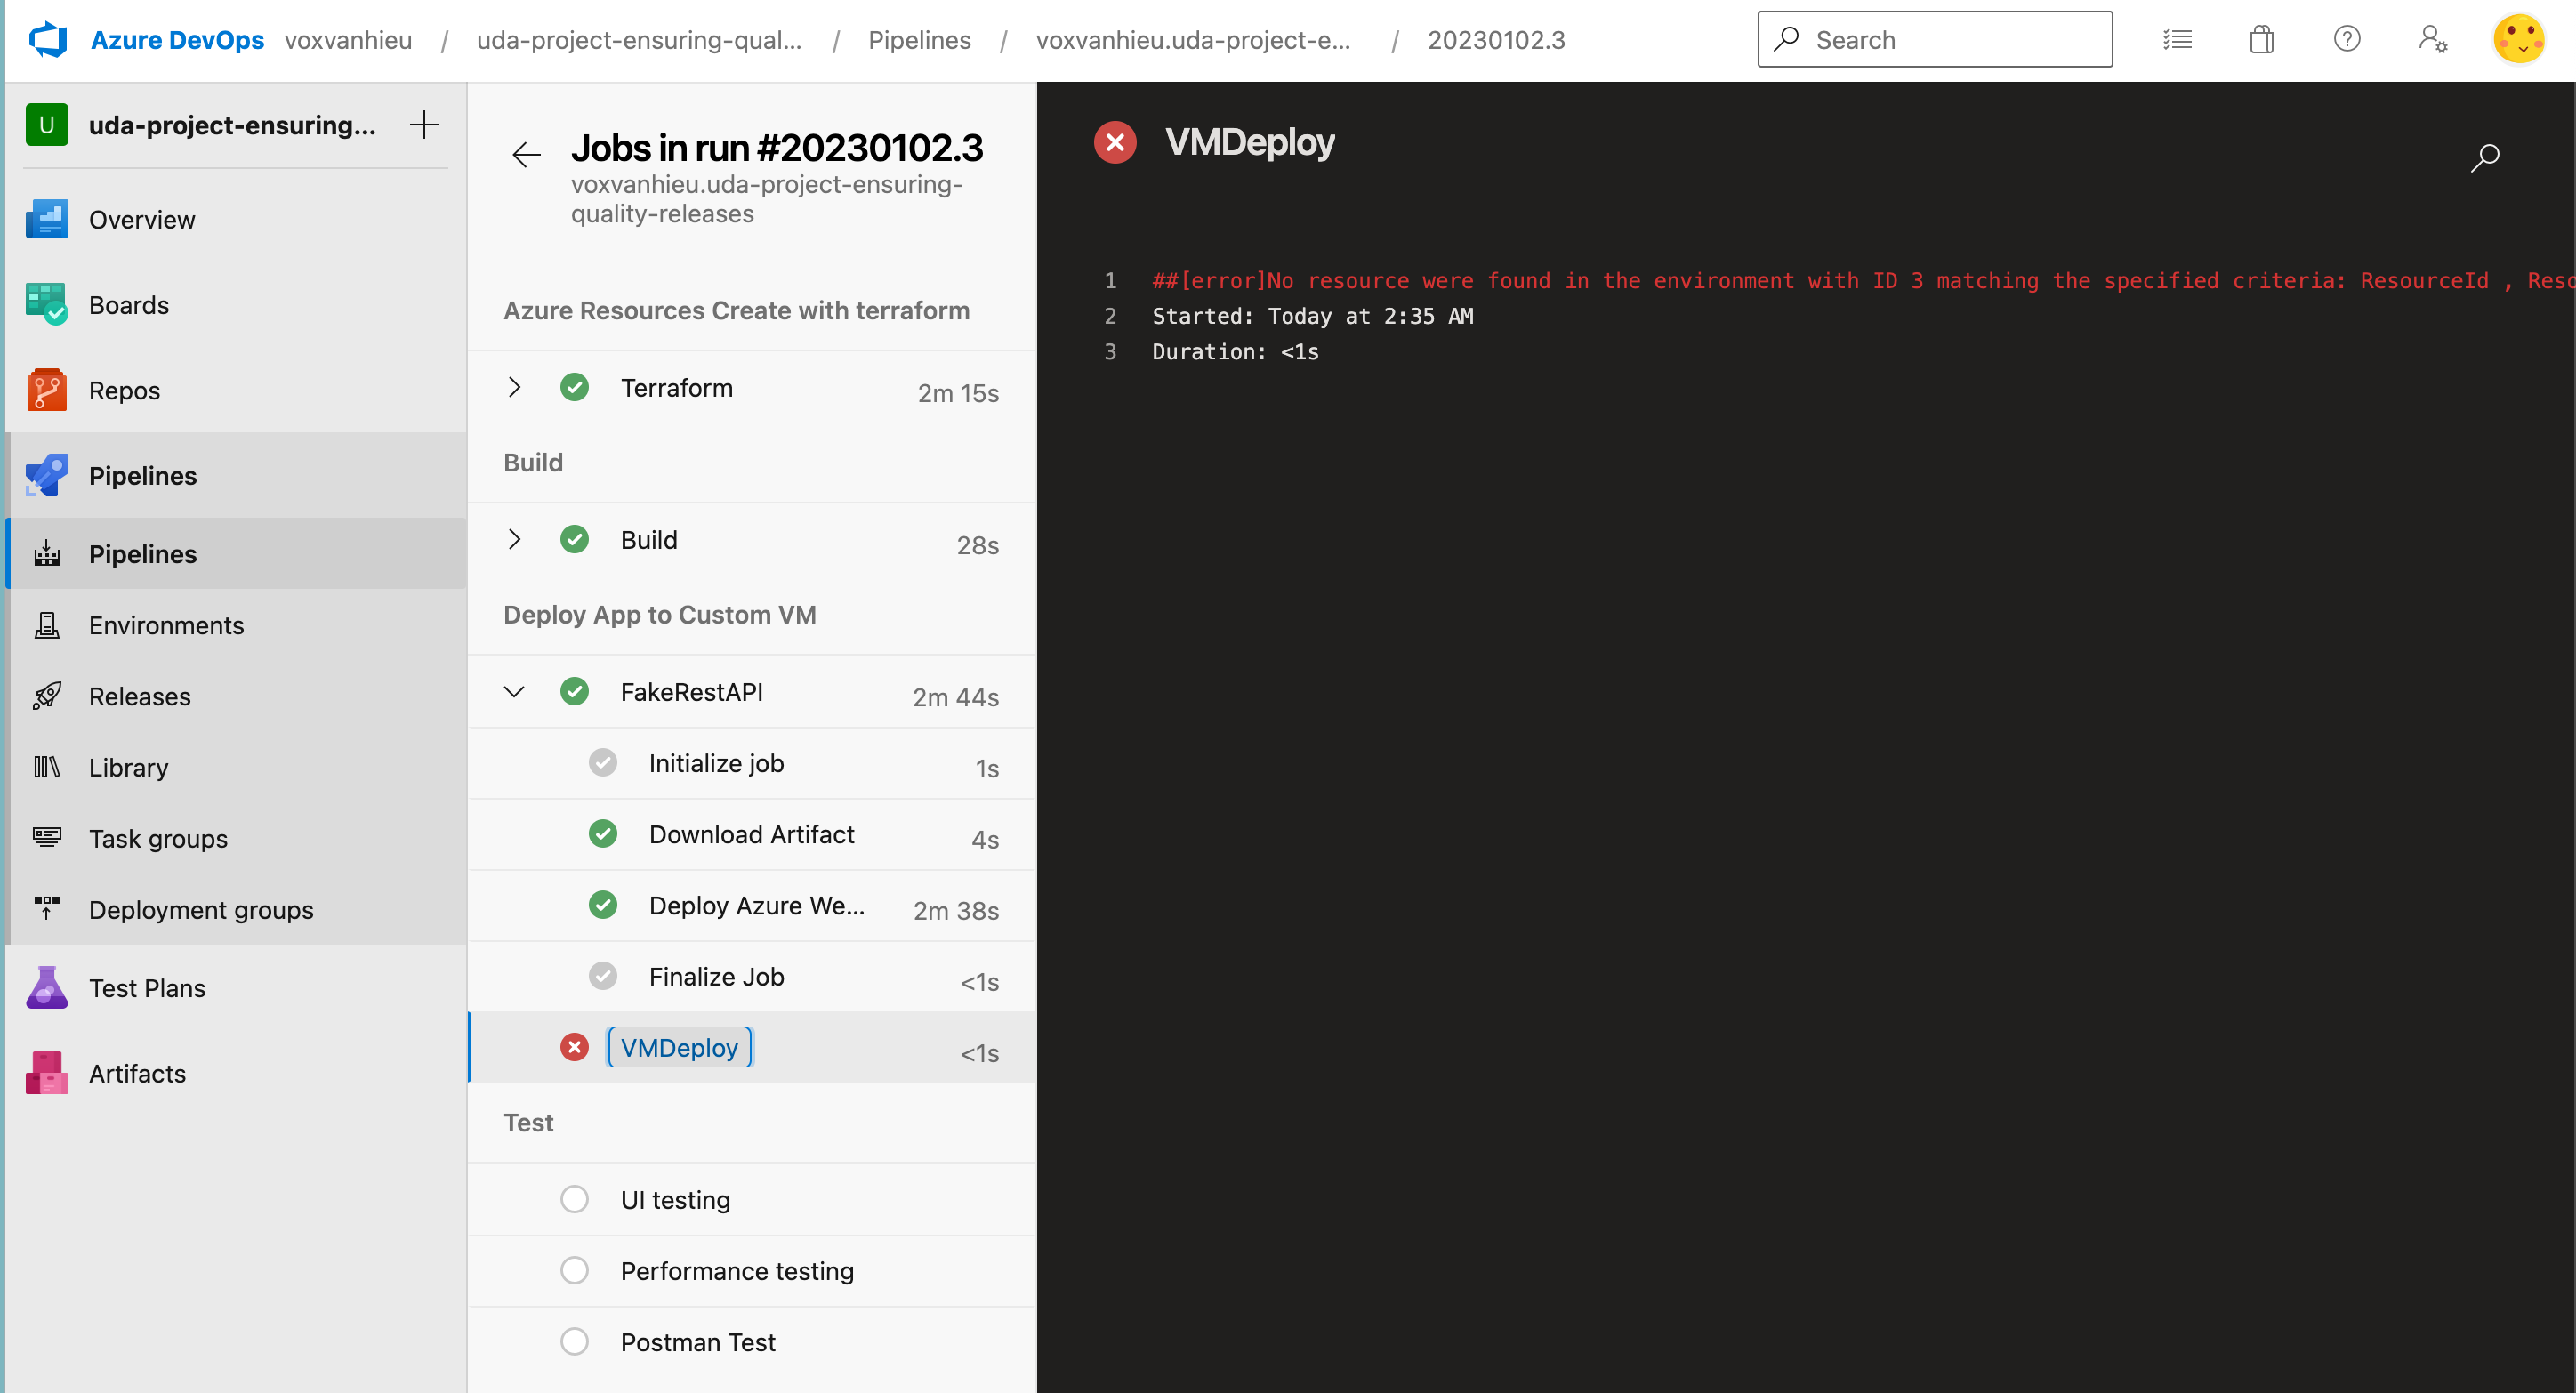 Azure DevOps voxvanhieu / uda-project-ensuring-qual... / Pipelines / voxvanhieu.uda-project-e... / 20230102.3
Search
U uda-project-ensuring...
Overview
Boards
Repos
Pipelines
Pipelines
Environments
Releases
Library
Task groups
Deployment groups
Test Plans
Artifacts
Jobs in run #20230102.3
voxvanhieu.uda-project-ensuring-
quality-releases
Azure Resources Create with terraform
Terraform 2m 15s
Build
Build 28s
Deploy App to Custom VM
FakeRestAPI 2m 44s
Initialize job 1s
Download Artifact 4s
Deploy Azure We... 2m 38s
Finalize Job <1s
VMDeploy <1s
Test
UI testing
Performance testing
Postman Test
VMDeploy
1 ##[error]No resource were found in the environment with ID 3 matching the specified criteria: ResourceId ,
2 Started: Today at 2:35 AM
3 Duration: <1s